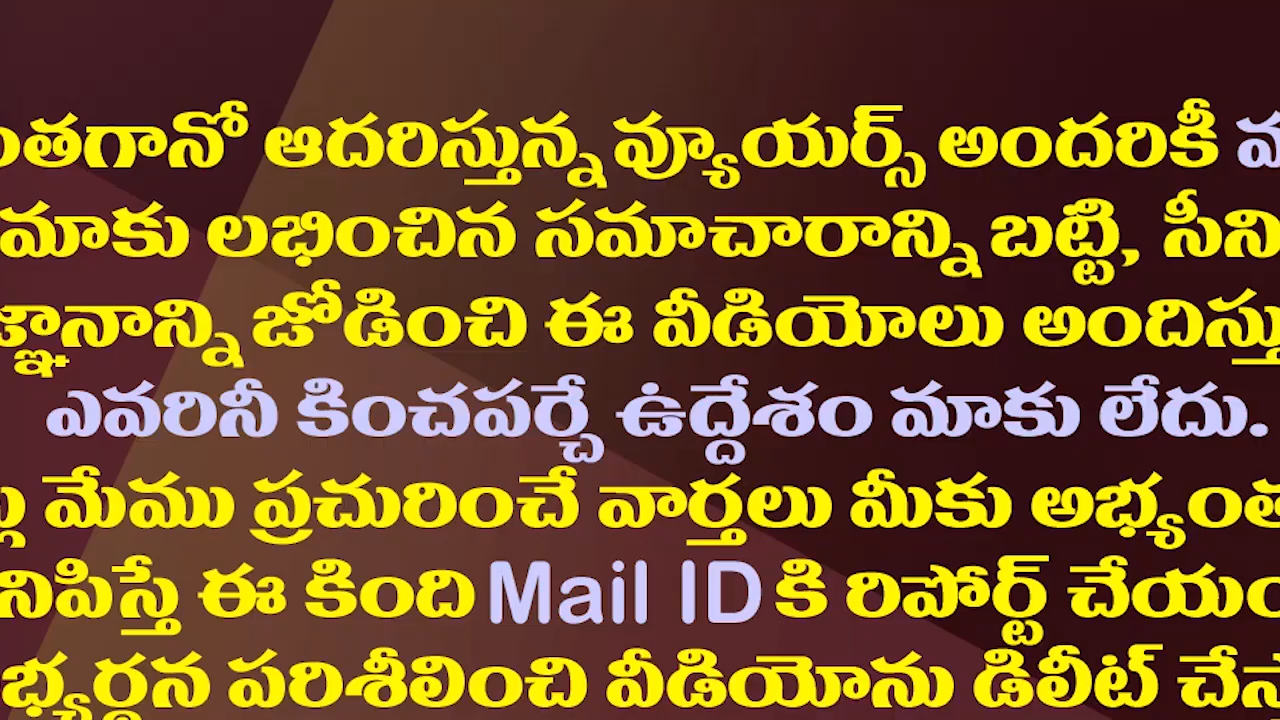 ంతగానో ఆదరిస్తున్న వ్యూయర్స్ అందరికీ
మాకు లభించిన సమాచారాన్ని బట్టి, సీని
జ్ఞానాన్ని జోడించి ఈ వీడియోలు అందిస్తు
ఎవరినీ కించపర్చే ఉద్దేశం మాకు లేదు.
మేము ప్రచురించే వార్తలు మీకు అభ్యంత
నిపిస్తే ఈ కింది Mail ID కి రిపోర్ట్ చేయం
భ్యర్థన పరిశీలించి వీడియోను డిలీట్ చేస